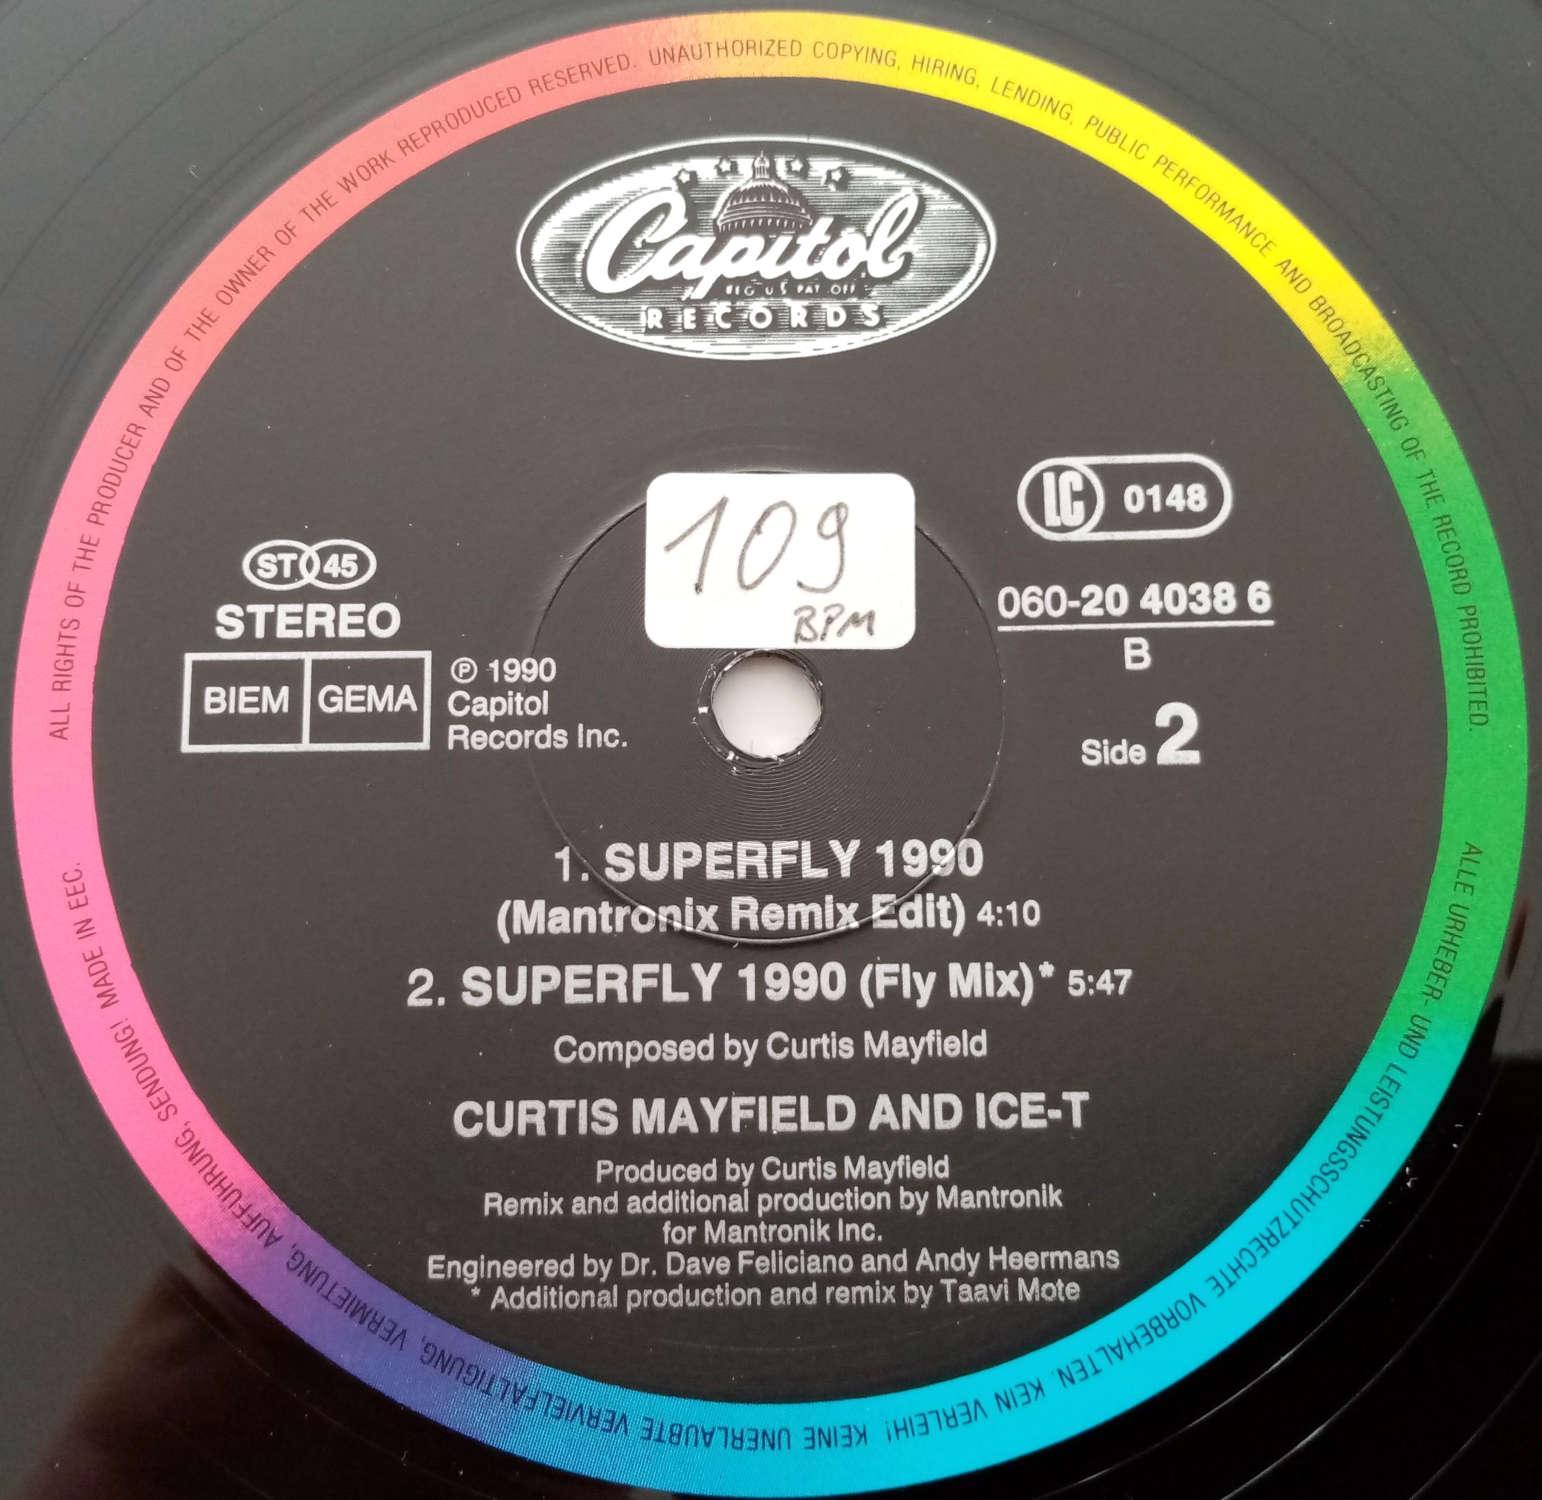 ALL RIGHTS OF THE PRODUCER AND OF THE OWNER OF THE WORK REPRODUCED RESERVED. UNAUTHORIZED COPYING, HIRING, LENDING, PUBLIC PERFORMANCE AND BROADCASTING OF THE RECORD PROHIBITED.
Capitol
REG. U.S. PAT. OFF.
RECORDS
109
BPM
LC 0148
ST 45
STEREO
BIEM GEMA
℗ 1990
Capitol
Records Inc.
060-20 4038 6
B
Side 2
1. SUPERFLY 1990
(Mantronix Remix Edit) 4:10
2. SUPERFLY 1990 (Fly Mix)* 5:47
Composed by Curtis Mayfield
CURTIS MAYFIELD AND ICE-T
Produced by Curtis Mayfield
Remix and additional production by Mantronik
for Mantronik Inc.
Engineered by Dr. Dave Feliciano and Andy Heermans
* Additional production and remix by Taavi Mote
ALLE URHEBER- UND LEISTUNGSSCHUTZRECHTE VORBEHALTEN. KEIN VERLEIH! KEINE UNERLAUBTE VERVIELFÄLTIGUNG, VERMIETUNG, AUFFÜHRUNG, SENDUNG! MADE IN EEC.